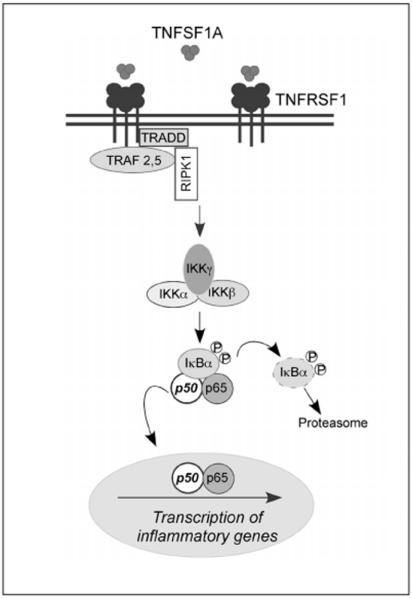 TNFSF1A
TNFRSF1
TRADD
TRAF 2,5
RIPK1
IKKγ
IKKα
IKKβ
IκBα
P
P
p50
p65
IκBα
P
P
Proteasome
p50
p65
Transcription of
inflammatory genes